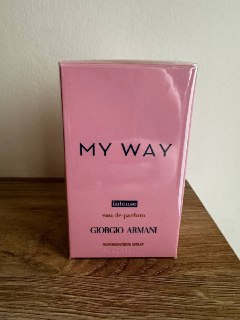 MY WAY
intense
eau de parfum
GIORGIO ARMANI
VAPORISATEUR SPRAY